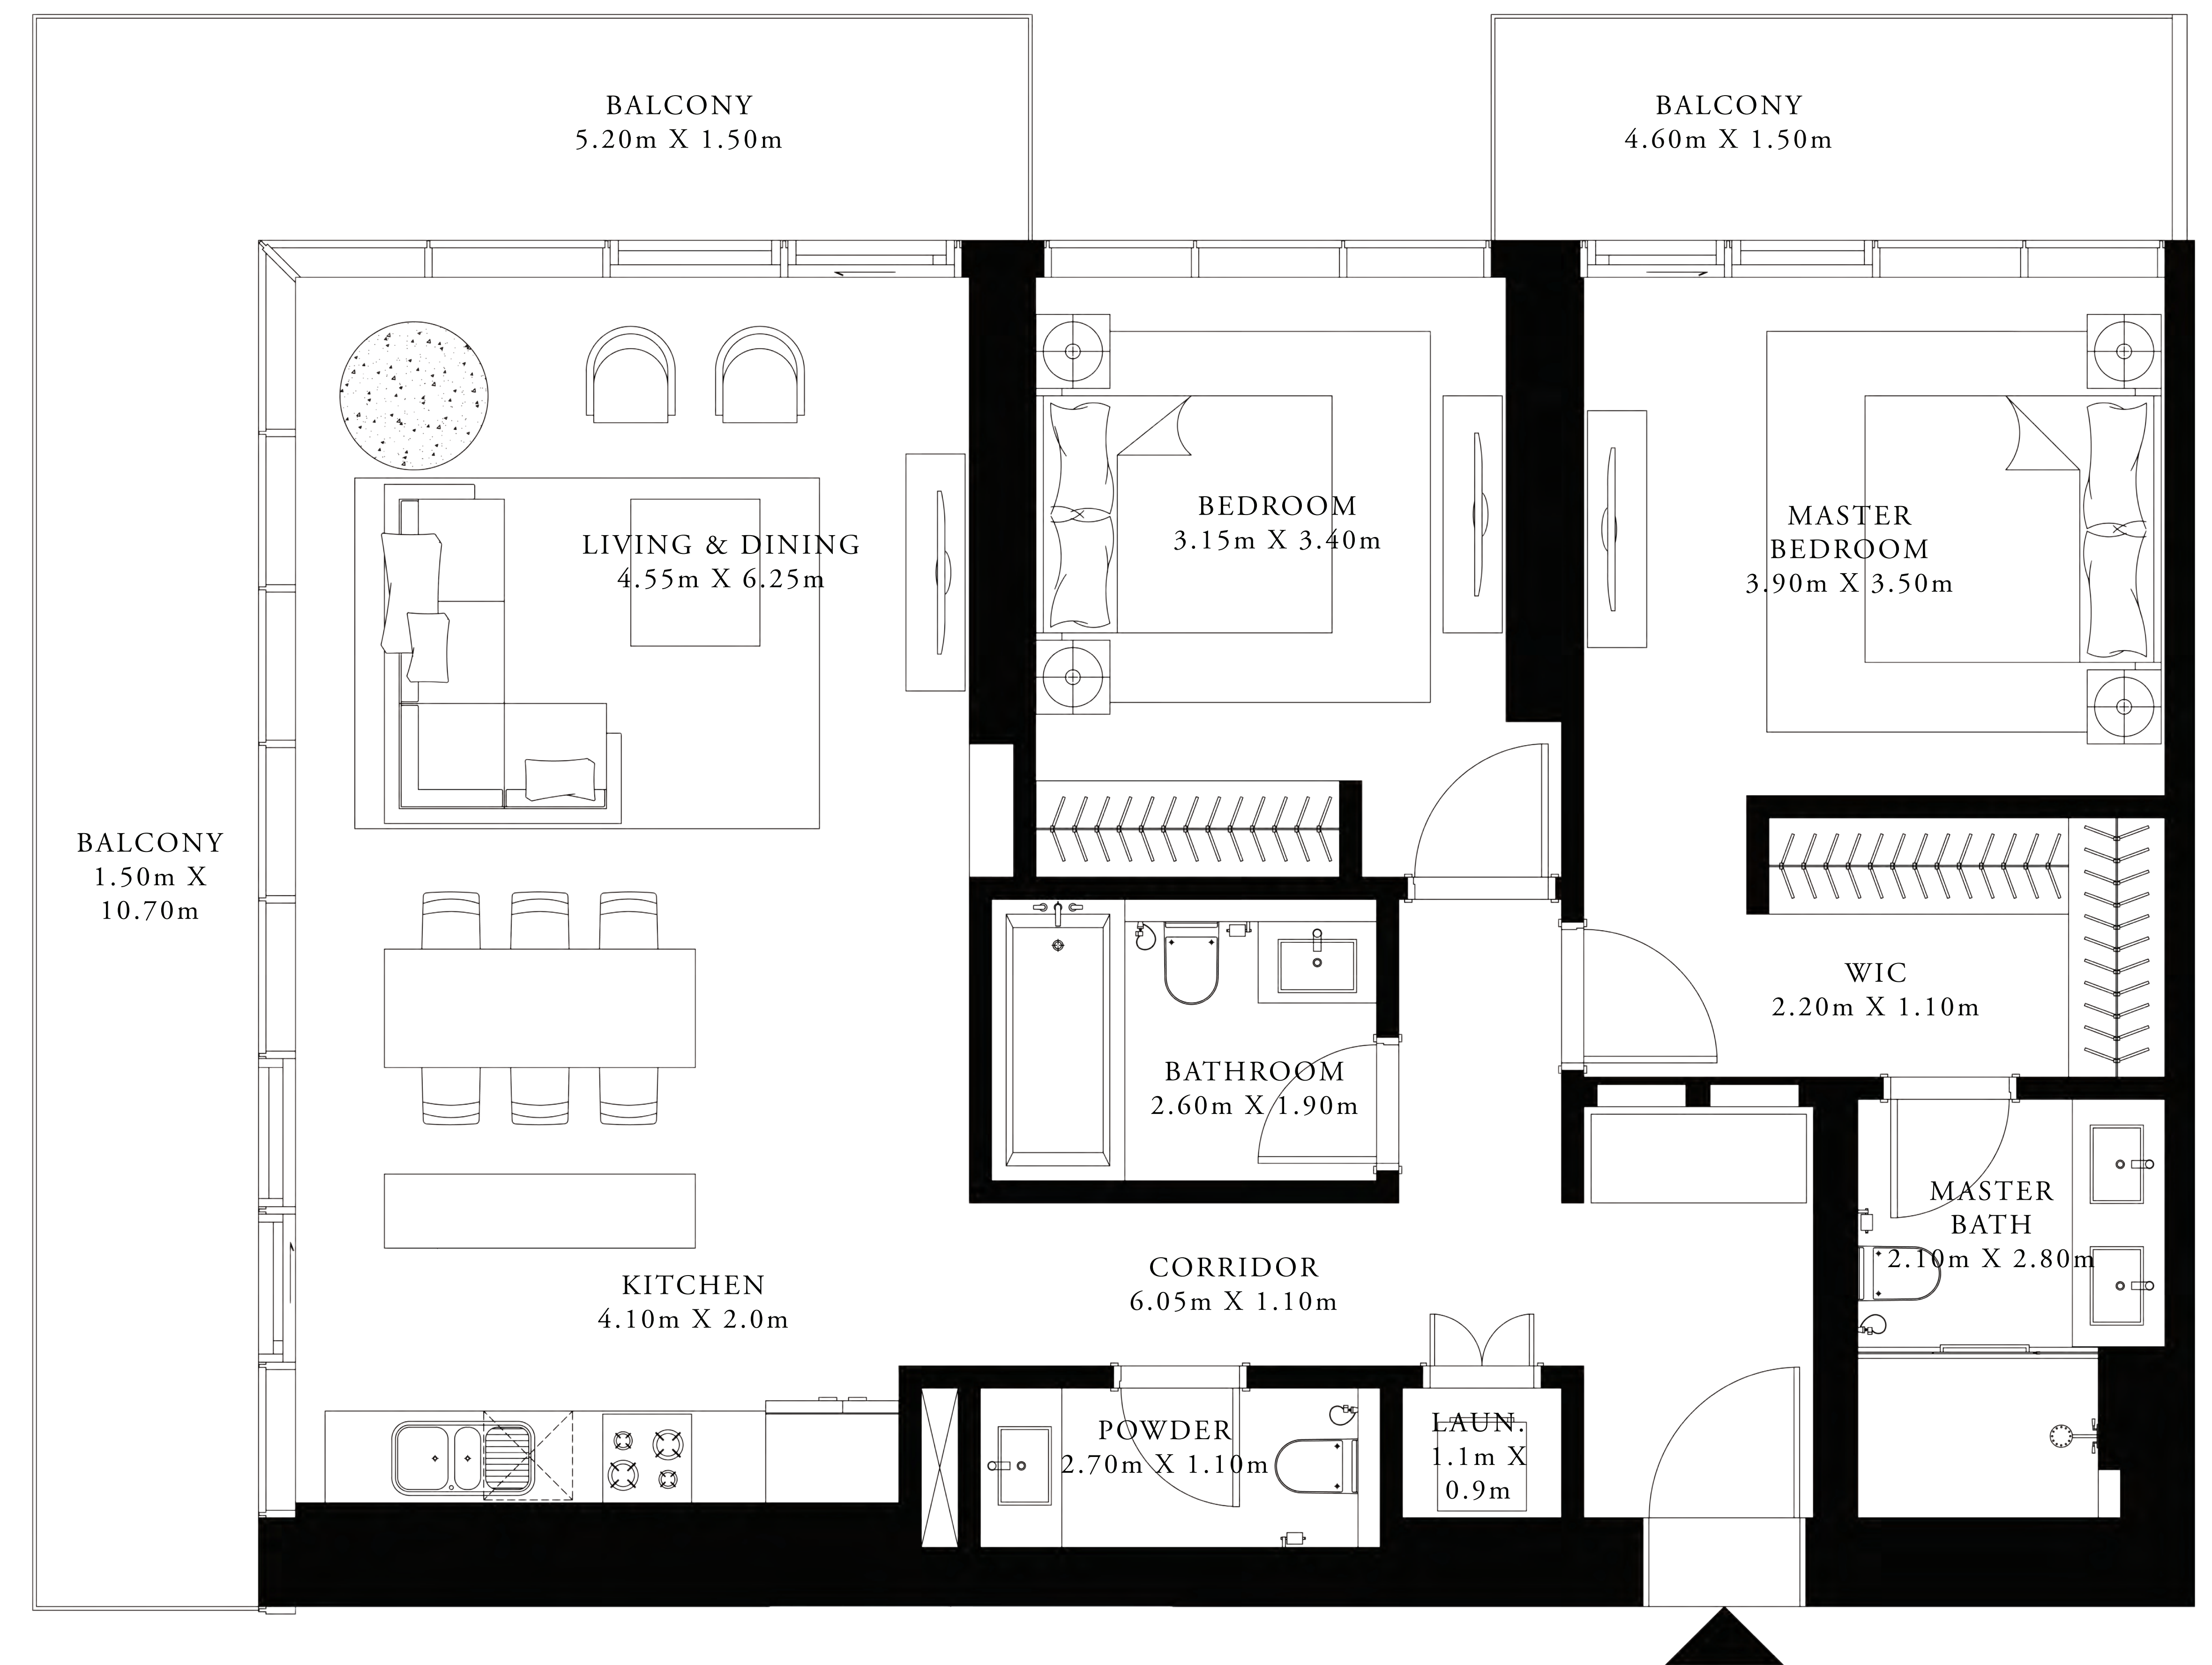 BALCONY
5.20m X 1.50m
BALCONY
4.60m X 1.50m
LIVING & DINING
4.55m X 6.25m
BEDROOM
3.15m X 3.40m
MASTER
BEDROOM
3.90m X 3.50m
BALCONY
1.50m X
10.70m
WIC
2.20m X 1.10m
BATHROOM
2.60m X 1.90m
MASTER
BATH
2.10m X 2.80m
KITCHEN
4.10m X 2.0m
CORRIDOR
6.05m X 1.10m
POWDER
2.70m X 1.10m
LAUN.
1.1m X
0.9m